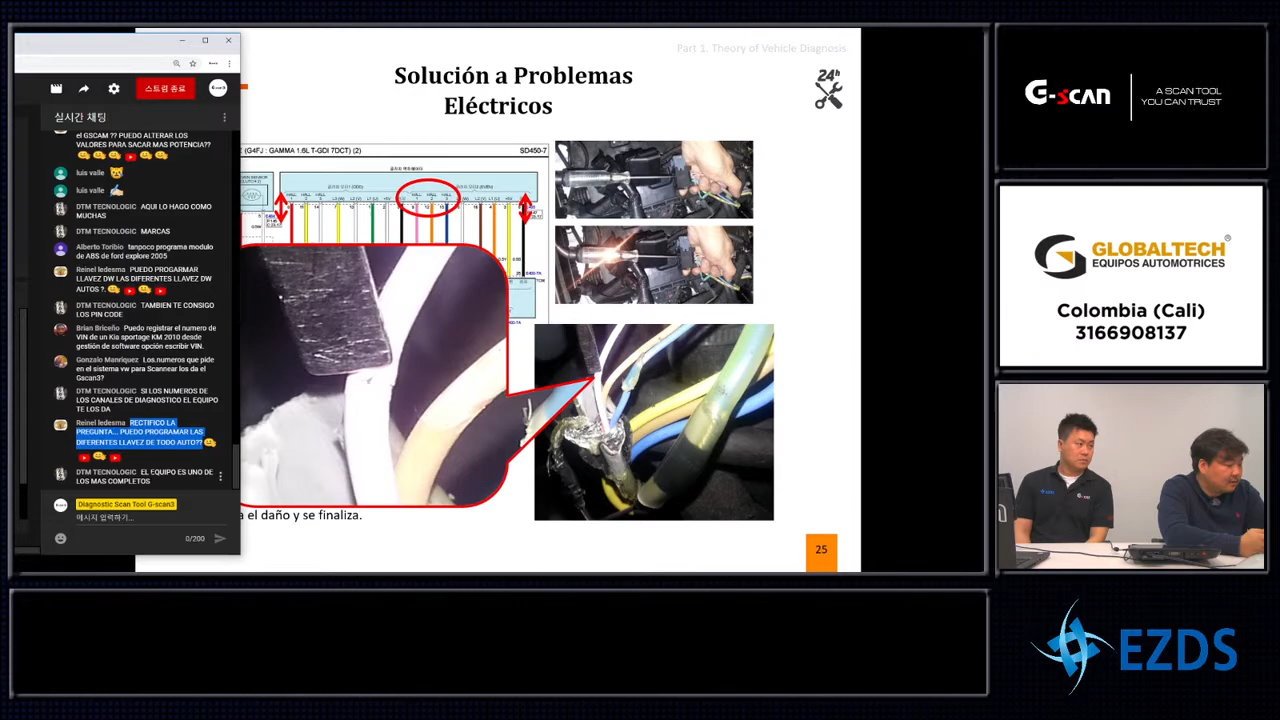 스트림 종료
실시간 채팅
el GSCAM ?? PUEDO ALTERAR LOS
VALORES PARA SACAR MAS POTENCIA??
luis valle
luis valle
DTM TECNOLOGIC AQUI LO HAGO COMO
MUCHAS
DTM TECNOLOGIC MARCAS
Alberto Toribio tanpoco programa modulo
de ABS de ford explore 2005
Reinel ledesma PUEDO PROGARMAR
LLAVEZ DW LAS DIFERENTES LLAVEZ DW
AUTOS ?.
DTM TECNOLOGIC TAMBIEN TE CONSIGO
LOS PIN CODE
Brian Briceño Puedo registrar el numero de
VIN de un Kia sportage KM 2010 desde
gestión de software opción escribir VIN.
Gonzalo Manriquez Los.numeros que pide
en el sistema vw para Scannear los da el
Gscan3?
DTM TECNOLOGIC SI LOS NUMEROS DE
LOS CANALES DE DIAGNOSTICO EL EQUIPO
TE LOS DA
Reinel ledesma RECTIFICO LA
PREGUNTA... PUEDO PROGRAMAR LAS
DIFERENTES LLAVEZ DE TODO AUTO??
DTM TECNOLOGIC EL EQUIPO ES UNO DE
LOS MAS COMPLETOS
Diagnostic Scan Tool G-scan3
메시지 입력하기...
0/200
Part 1. Theory of Vehicle Diagnosis
Solución a Problemas
Eléctricos
24h
(G4FJ : GAMMA 1.6L T-GDI 7DCT) (2)
SD450-7
a el daño y se finaliza.
25
G-SCAN
A SCAN TOOL
YOU CAN TRUST
GLOBALTECH®
EQUIPOS AUTOMOTRICES
Colombia (Cali)
3166908137
EZDS